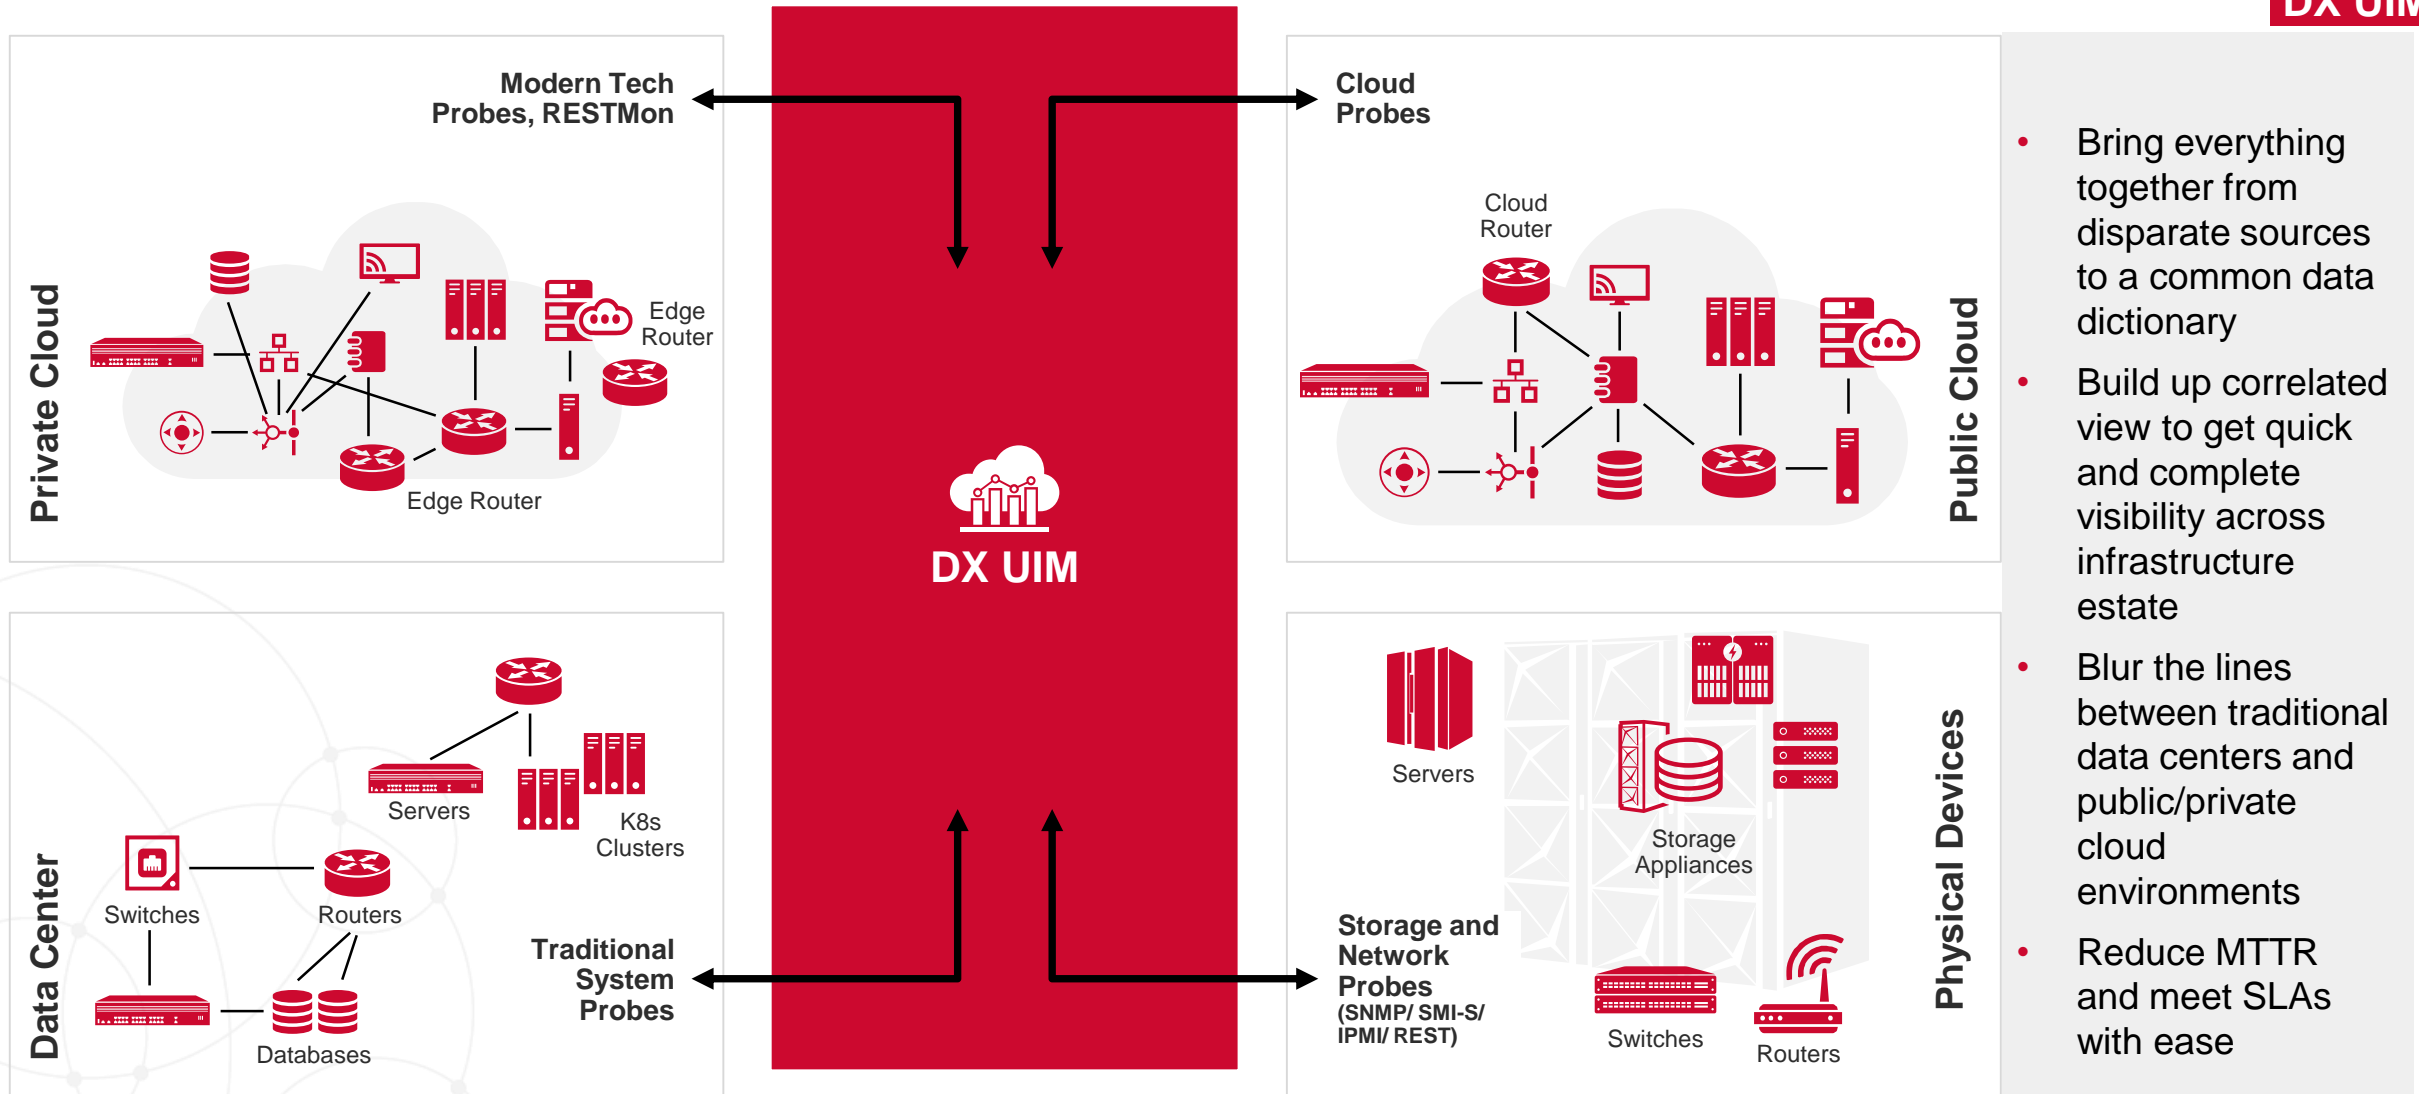 DX UIM
Modern Tech
Probes, RESTMon
Private Cloud
Edge
Router
Edge Router
Cloud
Probes
Cloud
Router
Public Cloud
DX UIM
Data Center
Servers
K8s
Clusters
Switches
Routers
Databases
Traditional
System
Probes
Servers
Storage
Appliances
Storage and
Network
Probes
(SNMP/ SMI-S/
IPMI/ REST)
Switches
Routers
Physical Devices
• Bring everything
together from
disparate sources
to a common data
dictionary
• Build up correlated
view to get quick
and complete
visibility across
infrastructure
estate
• Blur the lines
between traditional
data centers and
public/private
cloud
environments
• Reduce MTTR
and meet SLAs
with ease